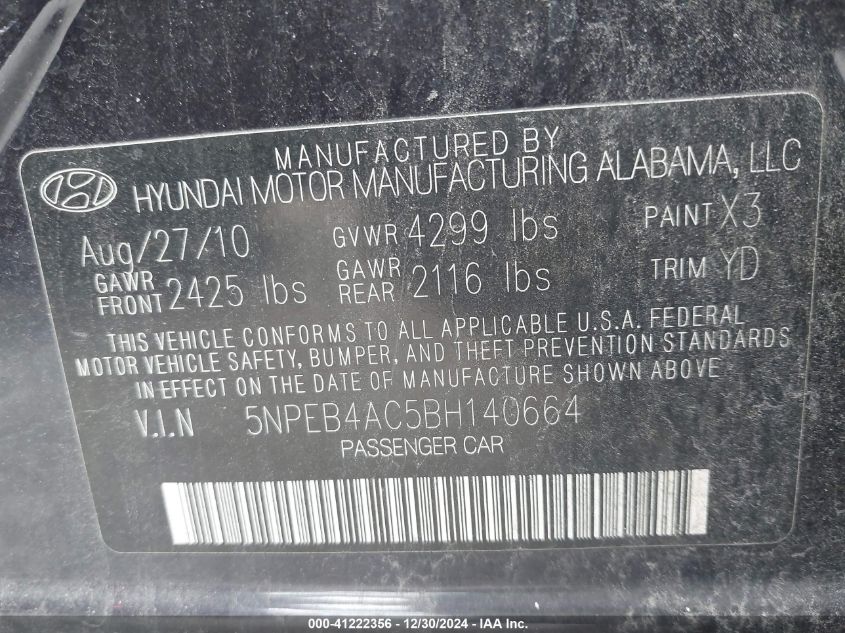 MANUFACTURED BY
HYUNDAI MOTOR MANUFACTURING ALABAMA, LLC
Aug/27/10 GVWR 4299 lbs PAINT X3
GAWR FRONT 2425 lbs GAWR REAR 2116 lbs TRIM YD
THIS VEHICLE CONFORMS TO ALL APPLICABLE U.S.A. FEDERAL
MOTOR VEHICLE SAFETY, BUMPER, AND THEFT PREVENTION STANDARDS
IN EFFECT ON THE DATE OF MANUFACTURE SHOWN ABOVE.
V.I.N 5NPEB4AC5BH140664
PASSENGER CAR
000-41222356 - 12/30/2024 - IAA Inc.